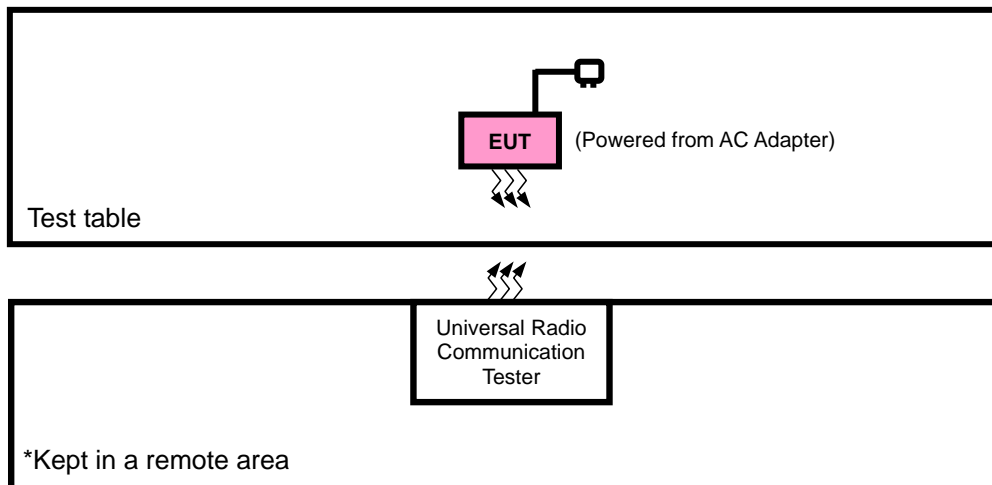 EUT
(Powered from AC Adapter)
Test table
Universal Radio
Communication
Tester
*Kept in a remote area